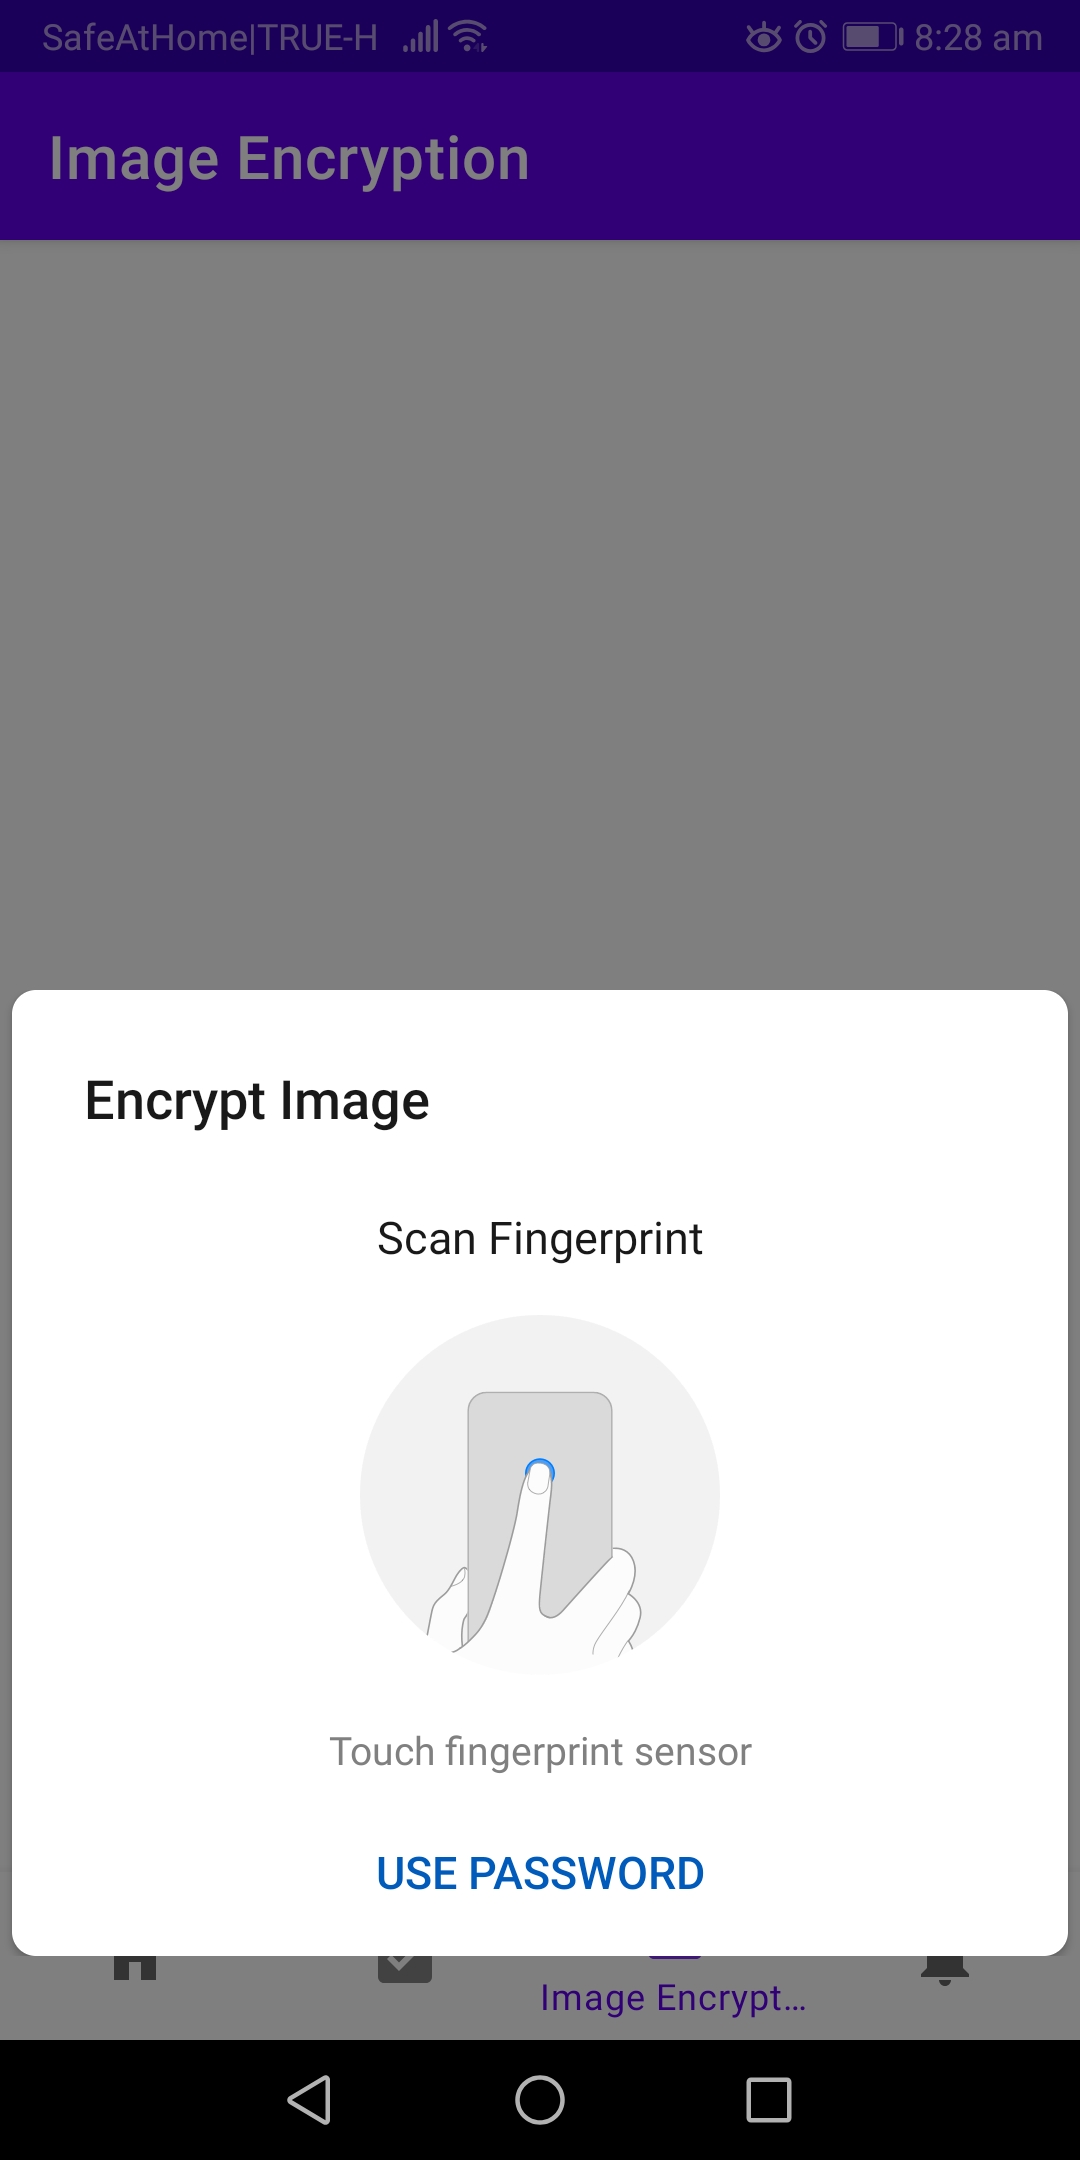 SafeAtHome|TRUE-H
8:28 am
Image Encryption
Encrypt Image
Scan Fingerprint
Touch fingerprint sensor
USE PASSWORD
Image Encrypt...